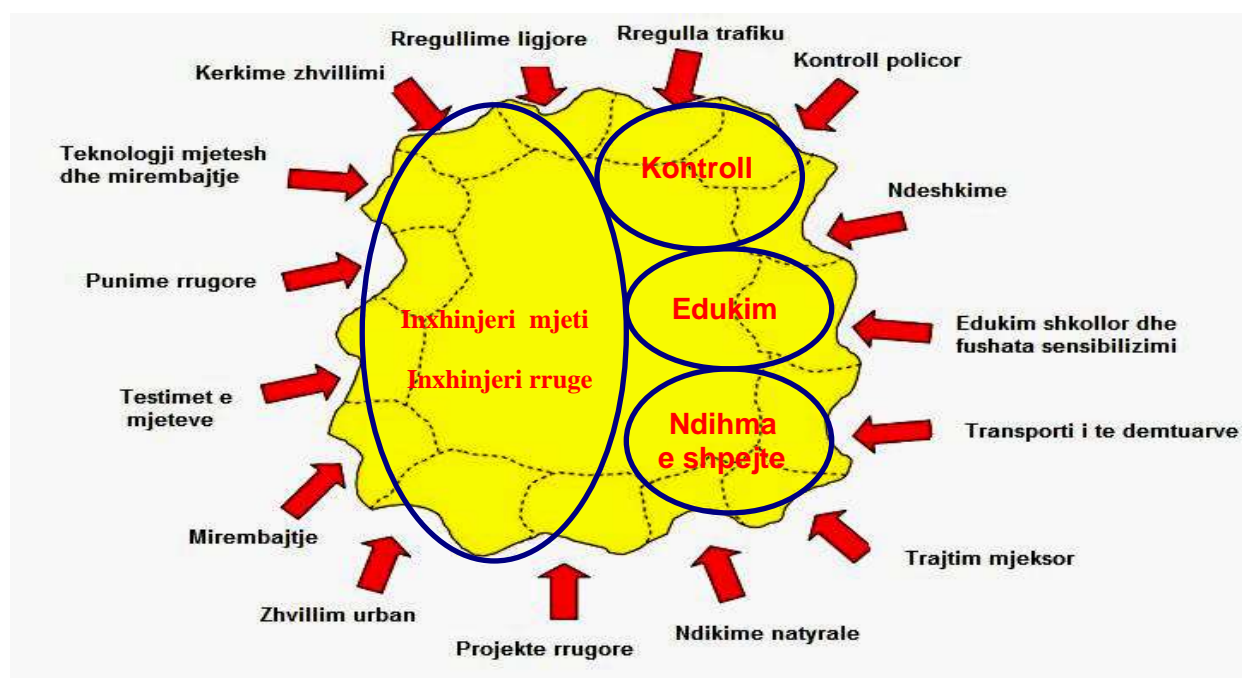 Rregullime ligjore
Rregulla trafiku
Kerkime zhvillimi
Kontroll policor
Teknologji mjetesh
dhe mirembajtje
Kontroll
Ndeshkime
Punime rrugore
Edukim
Inxhinjeri mjeti
Inxhinjeri rruge
Edukim shkollor dhe
fushata sensibilizimi
Testimet e
mjeteve
Ndihma
e shpejte
Transporti i te demtuarve
Mirembajtje
Trajtim mjeksor
Zhvillim urban
Projekte rrugore
Ndikime natyrale